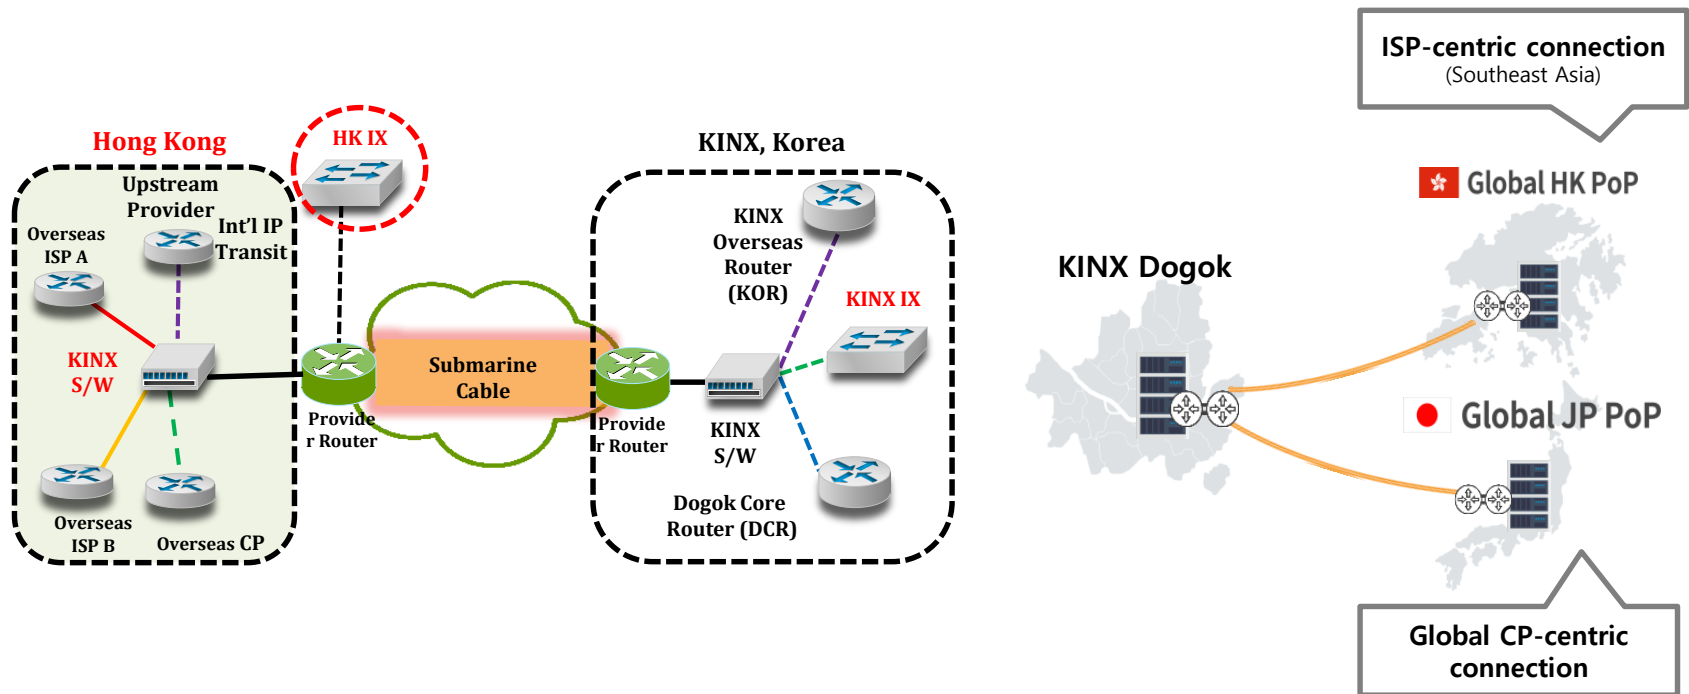 Hong Kong
HK IX
KINX, Korea
Upstream
Provider
Int’l IP
Transit
Overseas
ISP A
KINX
S/W
Overseas
ISP B
Overseas CP
Provide
r Router
Submarine
Cable
Provide
r Router
KINX
Overseas
Router
(KOR)
KINX IX
KINX
S/W
Dogok Core
Router (DCR)
ISP-centric connection
(Southeast Asia)
Global HK PoP
KINX Dogok
Global JP PoP
Global CP-centric
connection